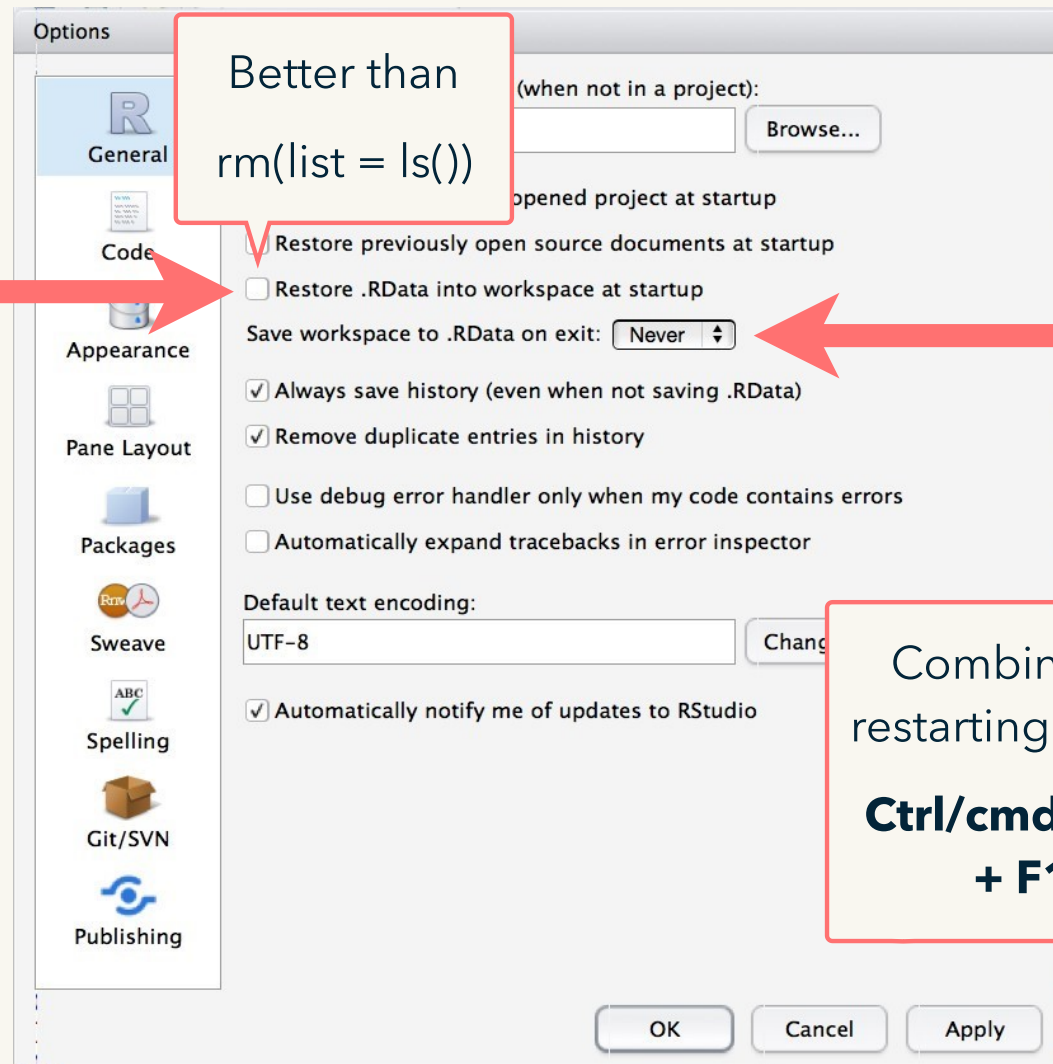 Options
Better than
rm(list = ls())
(when not in a project):
Browse...
General
opened project at startup
Restore previously open source documents at startup
Code
Restore .RData into workspace at startup
Save workspace to .RData on exit: Never
Appearance
Always save history (even when not saving .RData)
Remove duplicate entries in history
Pane Layout
Use debug error handler only when my code contains errors
Packages
Automatically expand tracebacks in error inspector
Default text encoding:
UTF-8
Sweave
Automatically notify me of updates to RStudio
ABC
Spelling
restarting
Ctrl/cmd
+
Git/SVN
Publishing
OK Cancel Apply